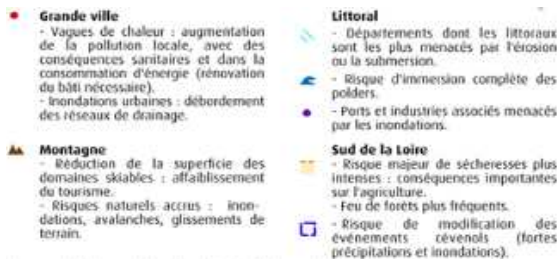 Grande ville
- Vagues de chaleur : augmentation
de la pollution locale, avec des
conséquences sanitaires et dans la
consommation d'énergie (rénovation
du bâti nécessaire).
- Inondations urbaines : débordement
des réseaux de drainage.
Montagne
- Réduction de la superficie des
domaines skiables : affaiblissement
du tourisme.
- Risques naturels accrus : inon-
dations, avalanches, glissements de
terrain.
Littoral
- Départements dont les littoraux
sont les plus menacés par l'érosion
ou la submersion.
- Risque d'immersion complète des
polders.
- Ports et industries associés menacés
par les inondations.
Sud de la Loire
- Risque majeur de sécheresses plus
intenses : conséquences importantes
sur l'agriculture.
- Feu de forêts plus fréquents.
- Risque de modification des
événements cévenols (fortes
précipitations et inondations).